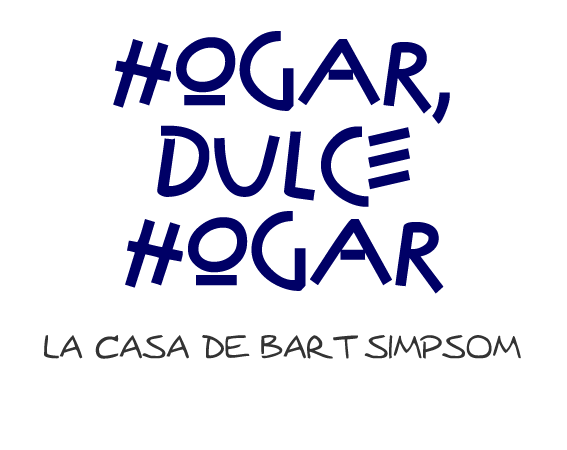 HOGAR,
DULCE
HOGAR
LA CASA DE BART SIMPSOM